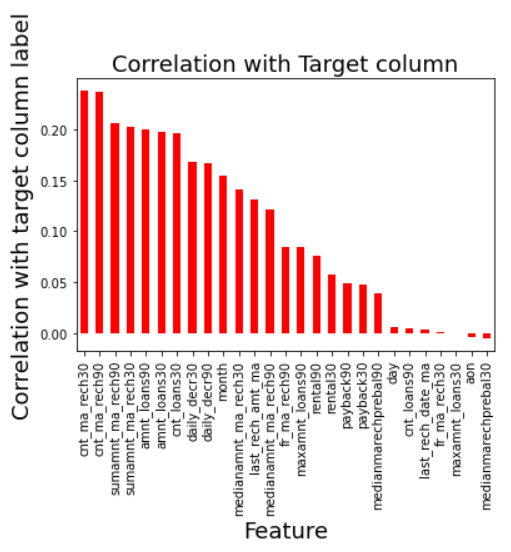 Correlation with Target column
Correlation with target column label
0.20
0.15
0.10
0.05
0.00
cnt_ma_rech30
cnt_ma_rech90
sumamnt_ma_rech90
sumamnt_ma_rech30
amnt_loans90
amnt_loans30
cnt_loans30
daily_decr30
daily_decr90
month
medianamnt_ma_rech30
last_rech_amt_ma
medianamnt_ma_rech90
fr_ma_rech90
maxamnt_loans90
rental90
rental30
payback90
payback30
medianmarechprebal90
day
cnt_loans90
last_rech_date_ma
fr_ma_rech30
maxamnt_loans30
aon
medianmarechprebal30
Feature